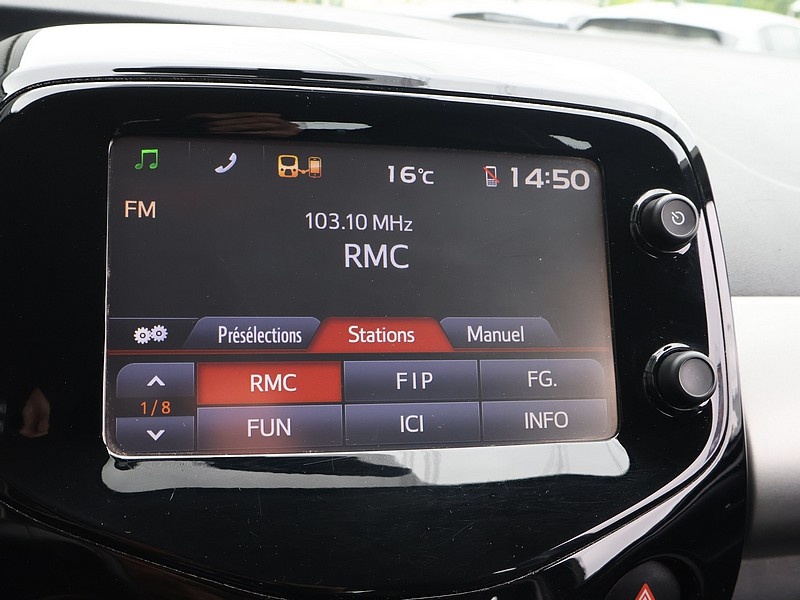 16°C 14:50
FM
103.10 MHz
RMC
Présélections Stations Manuel
RMC FIP FG.
1/8
FUN ICI INFO